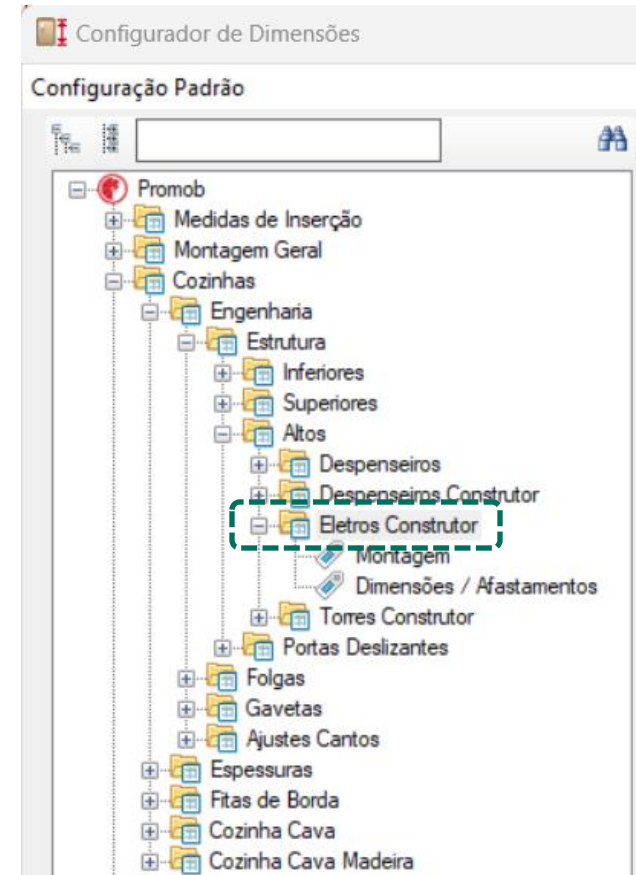 Configurador de Dimensões
Configuração Padrão
Promob
Medidas de Inserção
Montagem Geral
Cozinhas
Engenharia
Estrutura
Inferiores
Superiores
Altos
Despenseiros
Despenseiros Construtor
Eletros Construtor
Montagem
Dimensões / Afastamentos
Torres Construtor
Portas Deslizantes
Folgas
Gavetas
Ajustes Cantos
Espessuras
Fitas de Borda
Cozinha Cava
Cozinha Cava Madeira